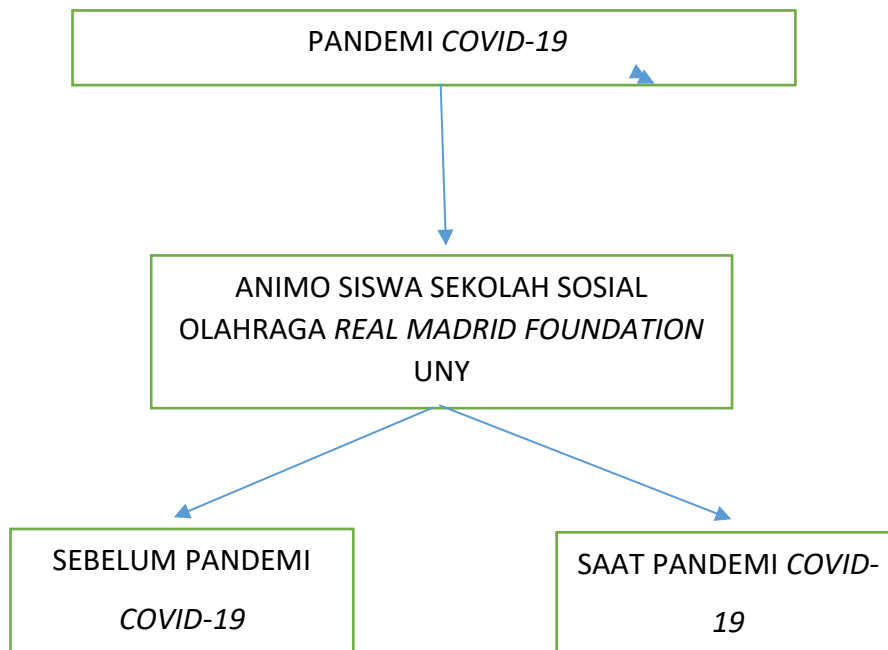 PANDEMI COVID-19
ANIMO SISWA SEKOLAH SOSIAL
OLAHRAGA REAL MADRID FOUNDATION
UNY
SEBELUM PANDEMI
COVID-19
SAAT PANDEMI COVID-
19